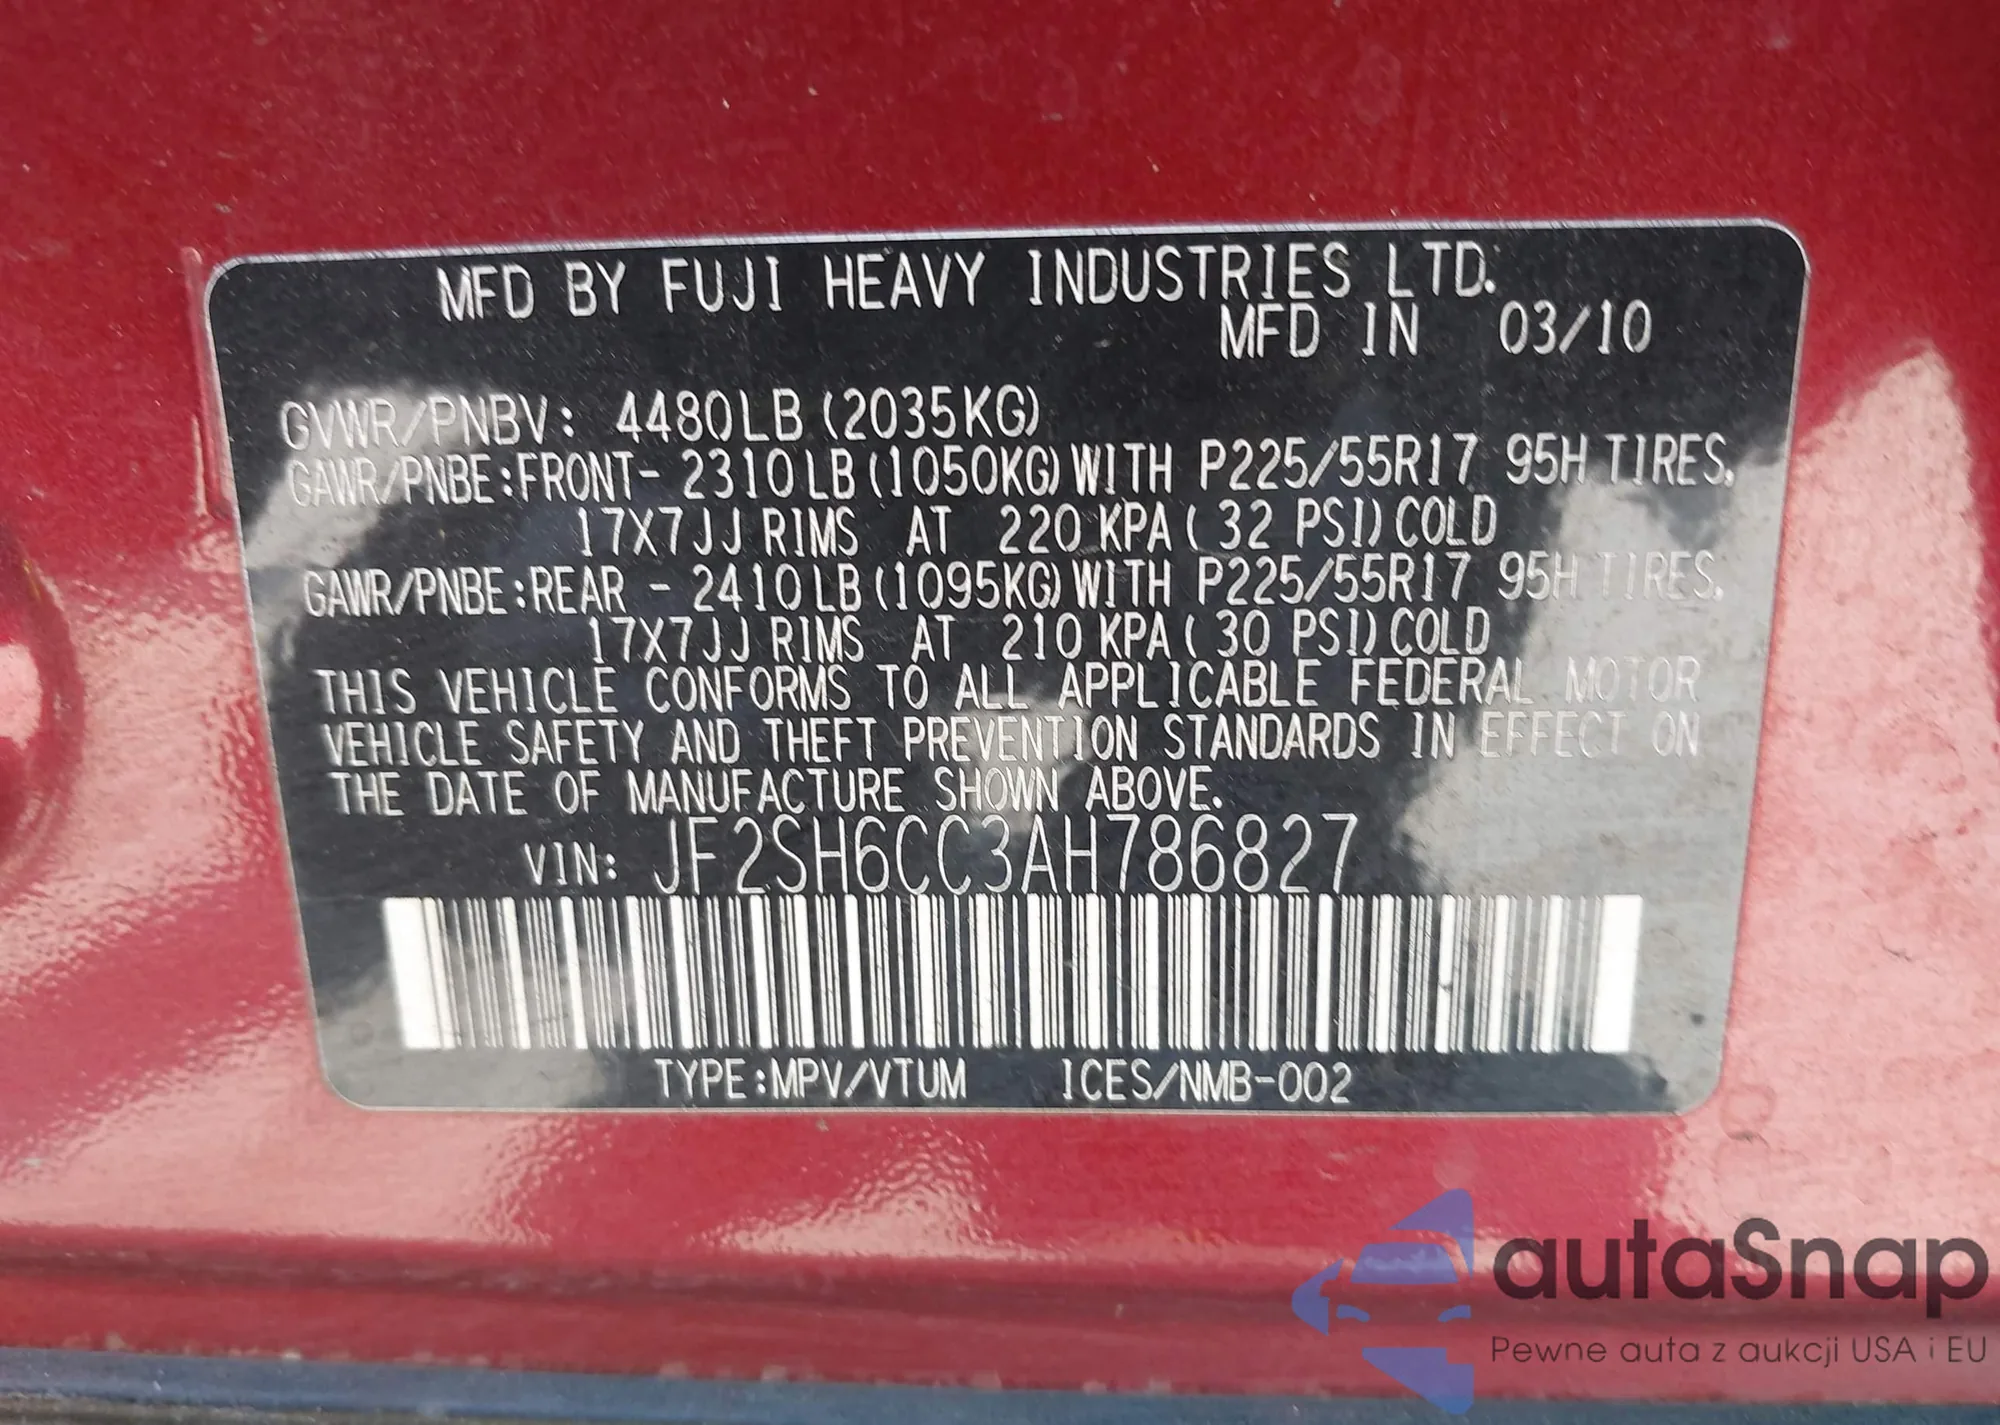 MFD BY FUJI HEAVY INDUSTRIES LTD.
MFD IN 03/10
GVWR/PNBV: 4480LB (2035KG)
GAWR/PNBE:FRONT- 2310LB (1050KG) WITH P225/55R17 95H TIRES,
17X7JJ RIMS AT 220 KPA ( 32 PSI) COLD
GAWR/PNBE:REAR - 2410LB (1095KG) WITH P225/55R17 95H TIRES,
17X7JJ RIMS AT 210 KPA ( 30 PSI) COLD
THIS VEHICLE CONFORMS TO ALL APPLICABLE FEDERAL MOTOR
VEHICLE SAFETY AND THEFT PREVENTION STANDARDS IN EFFECT ON
THE DATE OF MANUFACTURE SHOWN ABOVE.
VIN: JF2SH6CC3AH786827
TYPE:MPV/VTUM ICES/NMB-002
autaSnap
Pewne auta z aukcji USA i EU